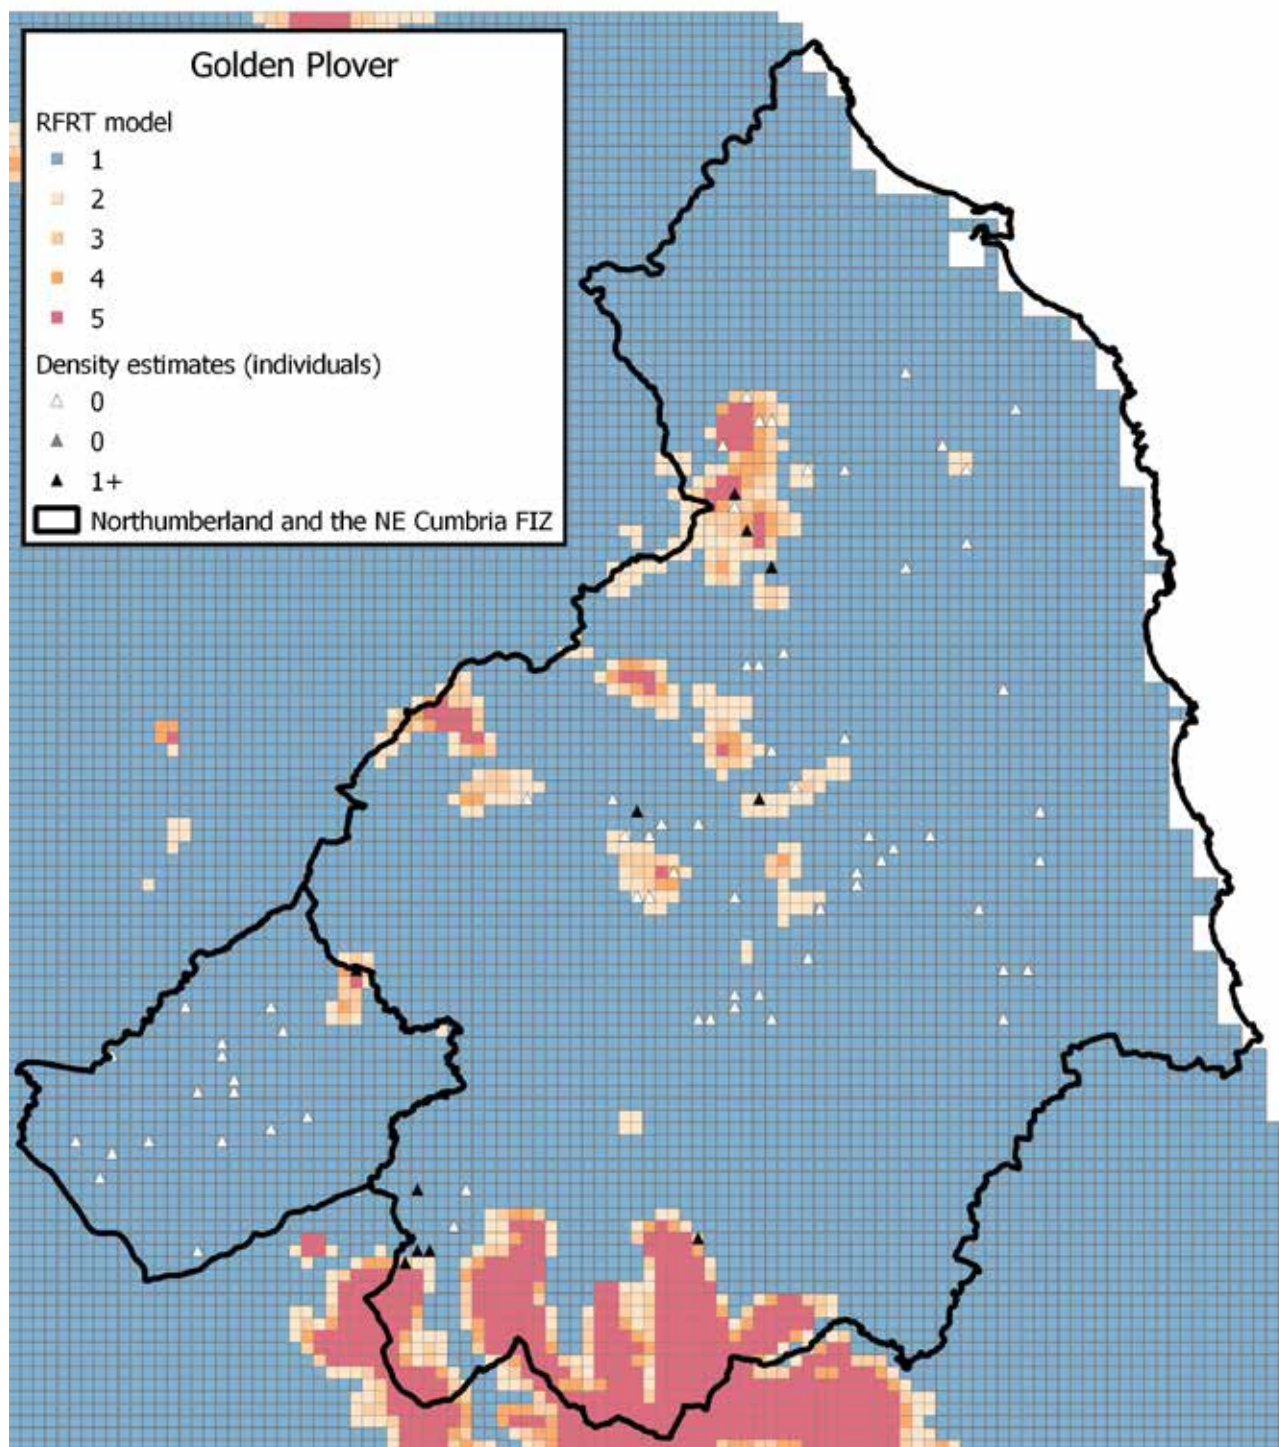 Golden Plover
RFRT model
1
2
3
4
5
Density estimates (individuals)
0
0
1+
Northumberland and the NE Cumbria FIZ